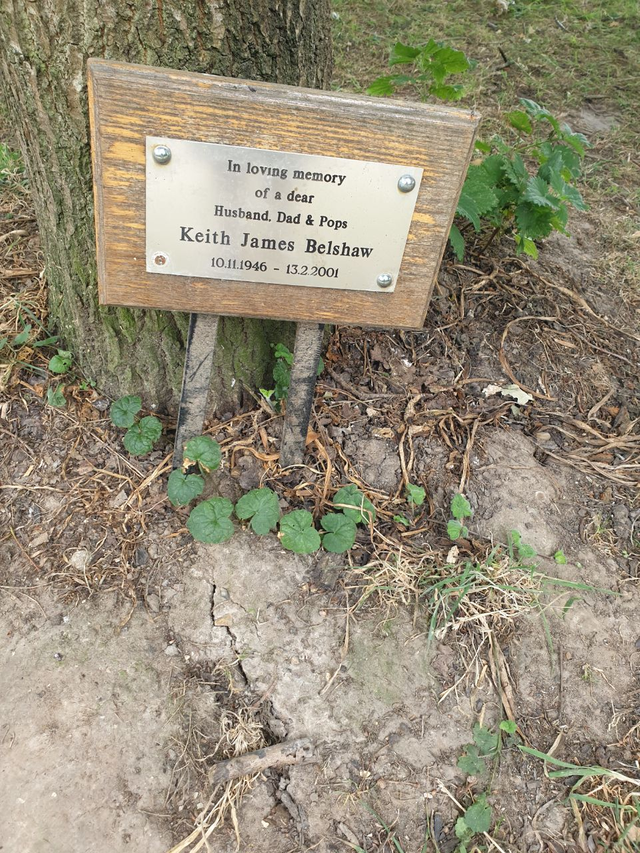 In loving memory
of a dear
Husband, Dad & Pops
Keith James Belshaw
10.11.1946 - 13.2.2001